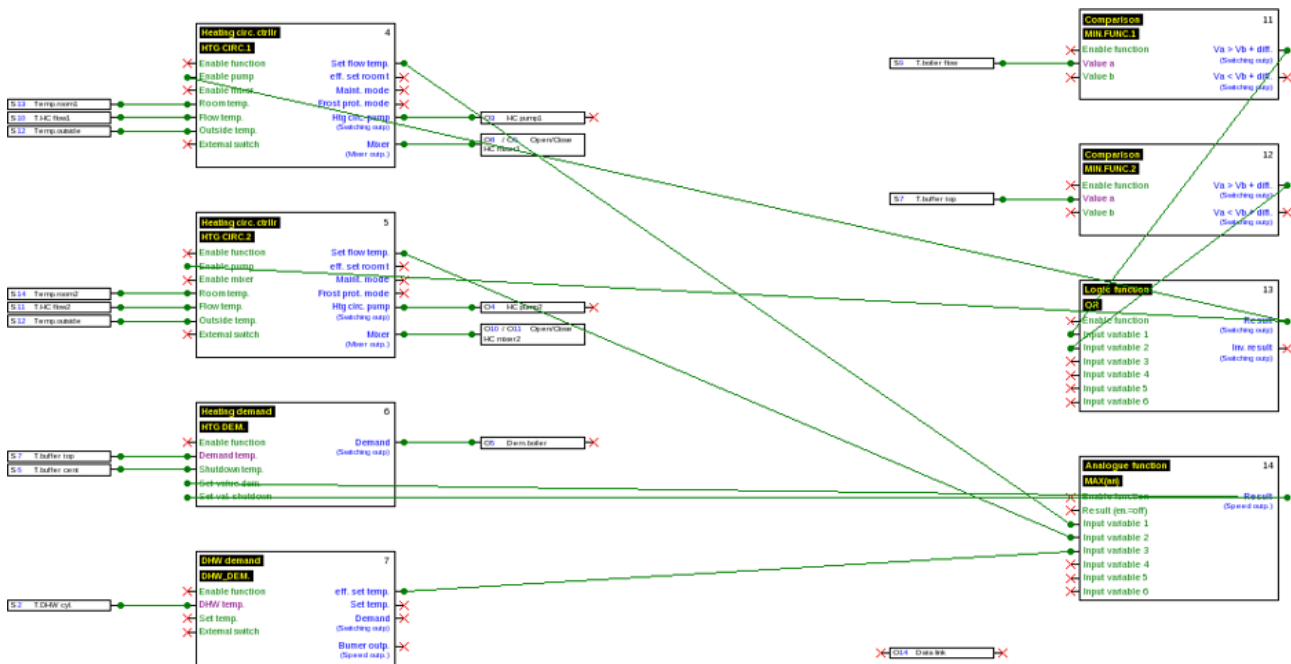 Heating circ. ctrllr 4
HTG CIRC.1
Enable function Set flow temp.
Enable pump eff. set room t
Enable mixer Maint. mode
S13 Temp.room1 Room temp. Frost prot. mode
S10 T.HC flow1 Flow temp. Htg circ. pump
(Switching outp)
O3 HC pump1
S12 Temp.outside Outside temp.
External switch Mixer
(Mixer outp.)
Open/Close
HC mixer1
Heating circ. ctrllr 5
HTG CIRC.2
Enable function Set flow temp.
Enable pump eff. set room t
Enable mixer Maint. mode
S14 Temp.room2 Room temp. Frost prot. mode
S11 T.HC flow2 Flow temp. Htg circ. pump
(Switching outp)
O4 HC pump2
S12 Temp.outside Outside temp.
External switch Mixer
(Mixer outp.)
O10 / O11 Open/Close
HC mixer2
Heating demand 6
HTG DEM.
Enable function Demand
(Switching outp)
O5 Dem.boiler
S7 T.buffer top Demand temp.
T.buffer cent Shutdown temp.
Set value dem.
Set val. shutdown
DHW demand 7
DHW_DEM.
Enable function eff. set temp.
S2 T.DHW cyl. DHW temp. Set temp.
Set temp. Demand
(Switching outp)
External switch
Burner outp.
(Speed outp.)
Comparison 11
MIN.FUNC.1
Enable function Va > Vb + diff.
(Switching outp)
T.boiler flow Value a
Value b Va < Vb + diff.
(Switching outp)
Comparison 12
MIN.FUNC.2
Enable function Va > Vb + diff.
(Switching outp)
S7 T.buffer top Value a
Value b Va < Vb + diff.
(Switching outp)
Logic function 13
OR
Enable function Result
(Switching outp)
Input variable 1
Input variable 2 Inv. result
(Switching outp)
Input variable 3
Input variable 4
Input variable 5
Input variable 6
Analogue function 14
MAX(an)
Enable function Result
(Speed outp.)
Result (en.=off)
Input variable 1
Input variable 2
Input variable 3
Input variable 4
Input variable 5
Input variable 6
O14 Data link